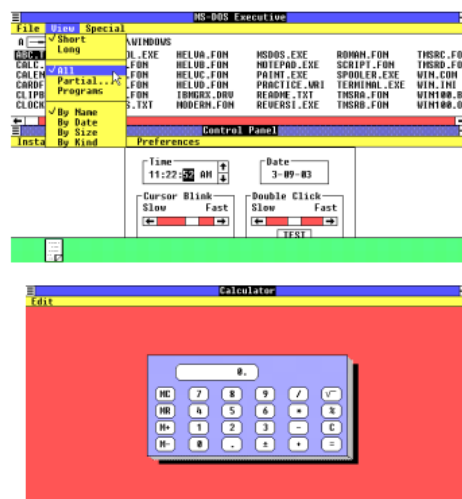 MS-DOS Executive
File View Special
A \WINDOWS
Short
Long
All
Partial...
Programs
By Name
By Date
By Size
By Kind
HELVA.FON MSDOS.EXE ROMAN.FON TMSRC.FO
CALC. .FON HELVB.FON NOTEPAD.EXE SCRIPT.FON TMSRD.FO
CALEN .FON HELVC.FON PAINT.EXE SPOOLER.EXE WIN.COM
CARDF .FON HELVD.FON PRACTICE.WRI TERMINAL.EXE WIN.INI
CLIPB IBMGRX.DRV README.TXT TMSRA.FON WIN100.B
CLOCK S.TXT MODERN.FON REVERSI.EXE TMSRB.FON WIN100.O
Control Panel
Insta Preferences
Time Date
11:22:52 AM 3-09-03
Cursor Blink Double Click
Slow Fast Slow Fast
TEST
Calculator
Edit
0.
MC 7 8 9 / √
MR 4 5 6 * %
M+ 1 2 3 - C
M- 0 . ± + =